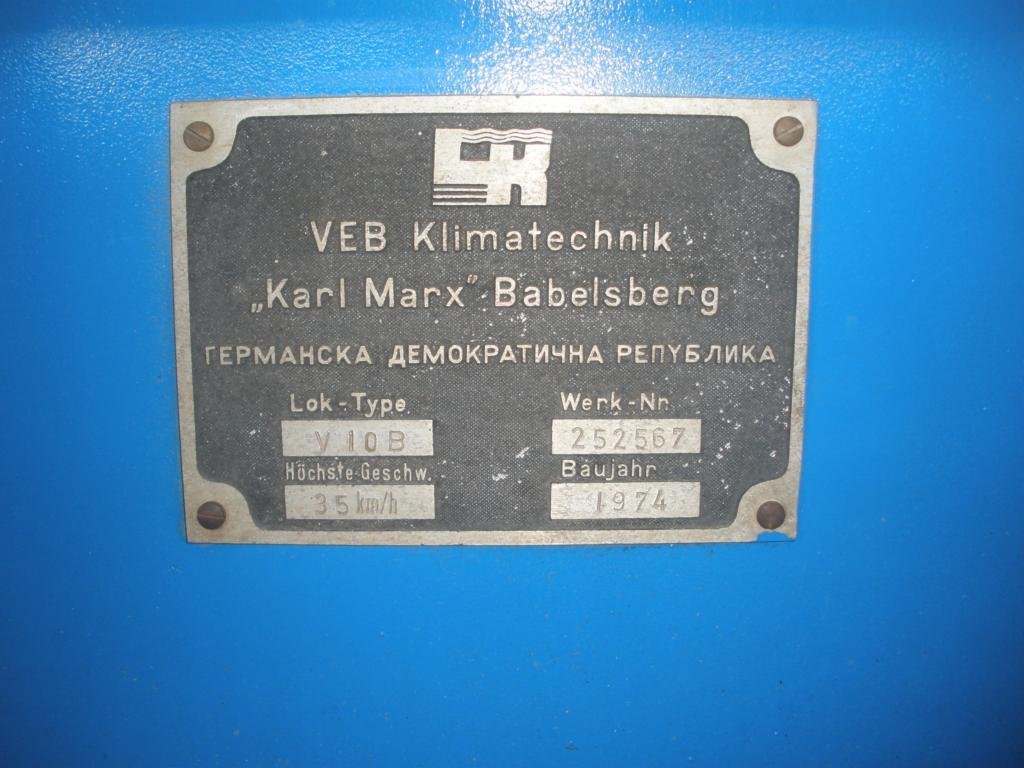 VEB Klimatechnik
„Karl Marx” Babelsberg
ГЕРМАНСКА ДЕМОКРАТИЧНА РЕПУБЛИКА
Lok-Type Werk-Nr
V 10 B 252567
Höchste Geschw. Baujahr
35 km/h 1974